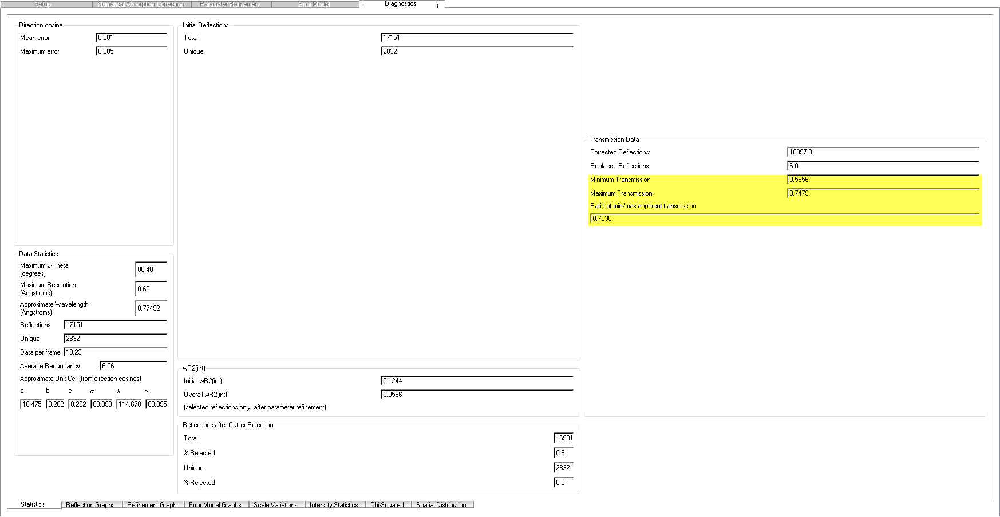 Setup
Numerical Absorption Correction
Parameter Refinement
Error Model
Diagnostics
Direction cosine
Mean error 0.001
Maximum error 0.005
Initial Reflections
Total 17151
Unique 2832
Transmission Data
Corrected Reflections: 16997.0
Replaced Reflections: 6.0
Minimum Transmission 0.5856
Maximum Transmission: 0.7479
Ratio of min/max apparent transmission
0.7830
Data Statistics
Maximum 2-Theta
(degrees) 80.40
Maximum Resolution
(Angstroms) 0.60
Approximate Wavelength
(Angstroms) 0.77492
Reflections 17151
Unique 2832
Data per frame 18.23
Average Redundancy 6.06
Approximate Unit Cell (from direction cosines)
a b c α β γ
18.475 8.262 8.282 89.999 114.678 89.995
wR2(int)
Initial wR2(int) 0.1244
Overall wR2(int) 0.0586
(selected reflections only, after parameter refinement)
Reflections after Outlier Rejection
Total 16991
% Rejected 0.9
Unique 2832
% Rejected 0.0
Statistics
Reflection Graphs
Refinement Graph
Error Model Graphs
Scale Variations
Intensity Statistics
Chi-Squared
Spatial Distribution